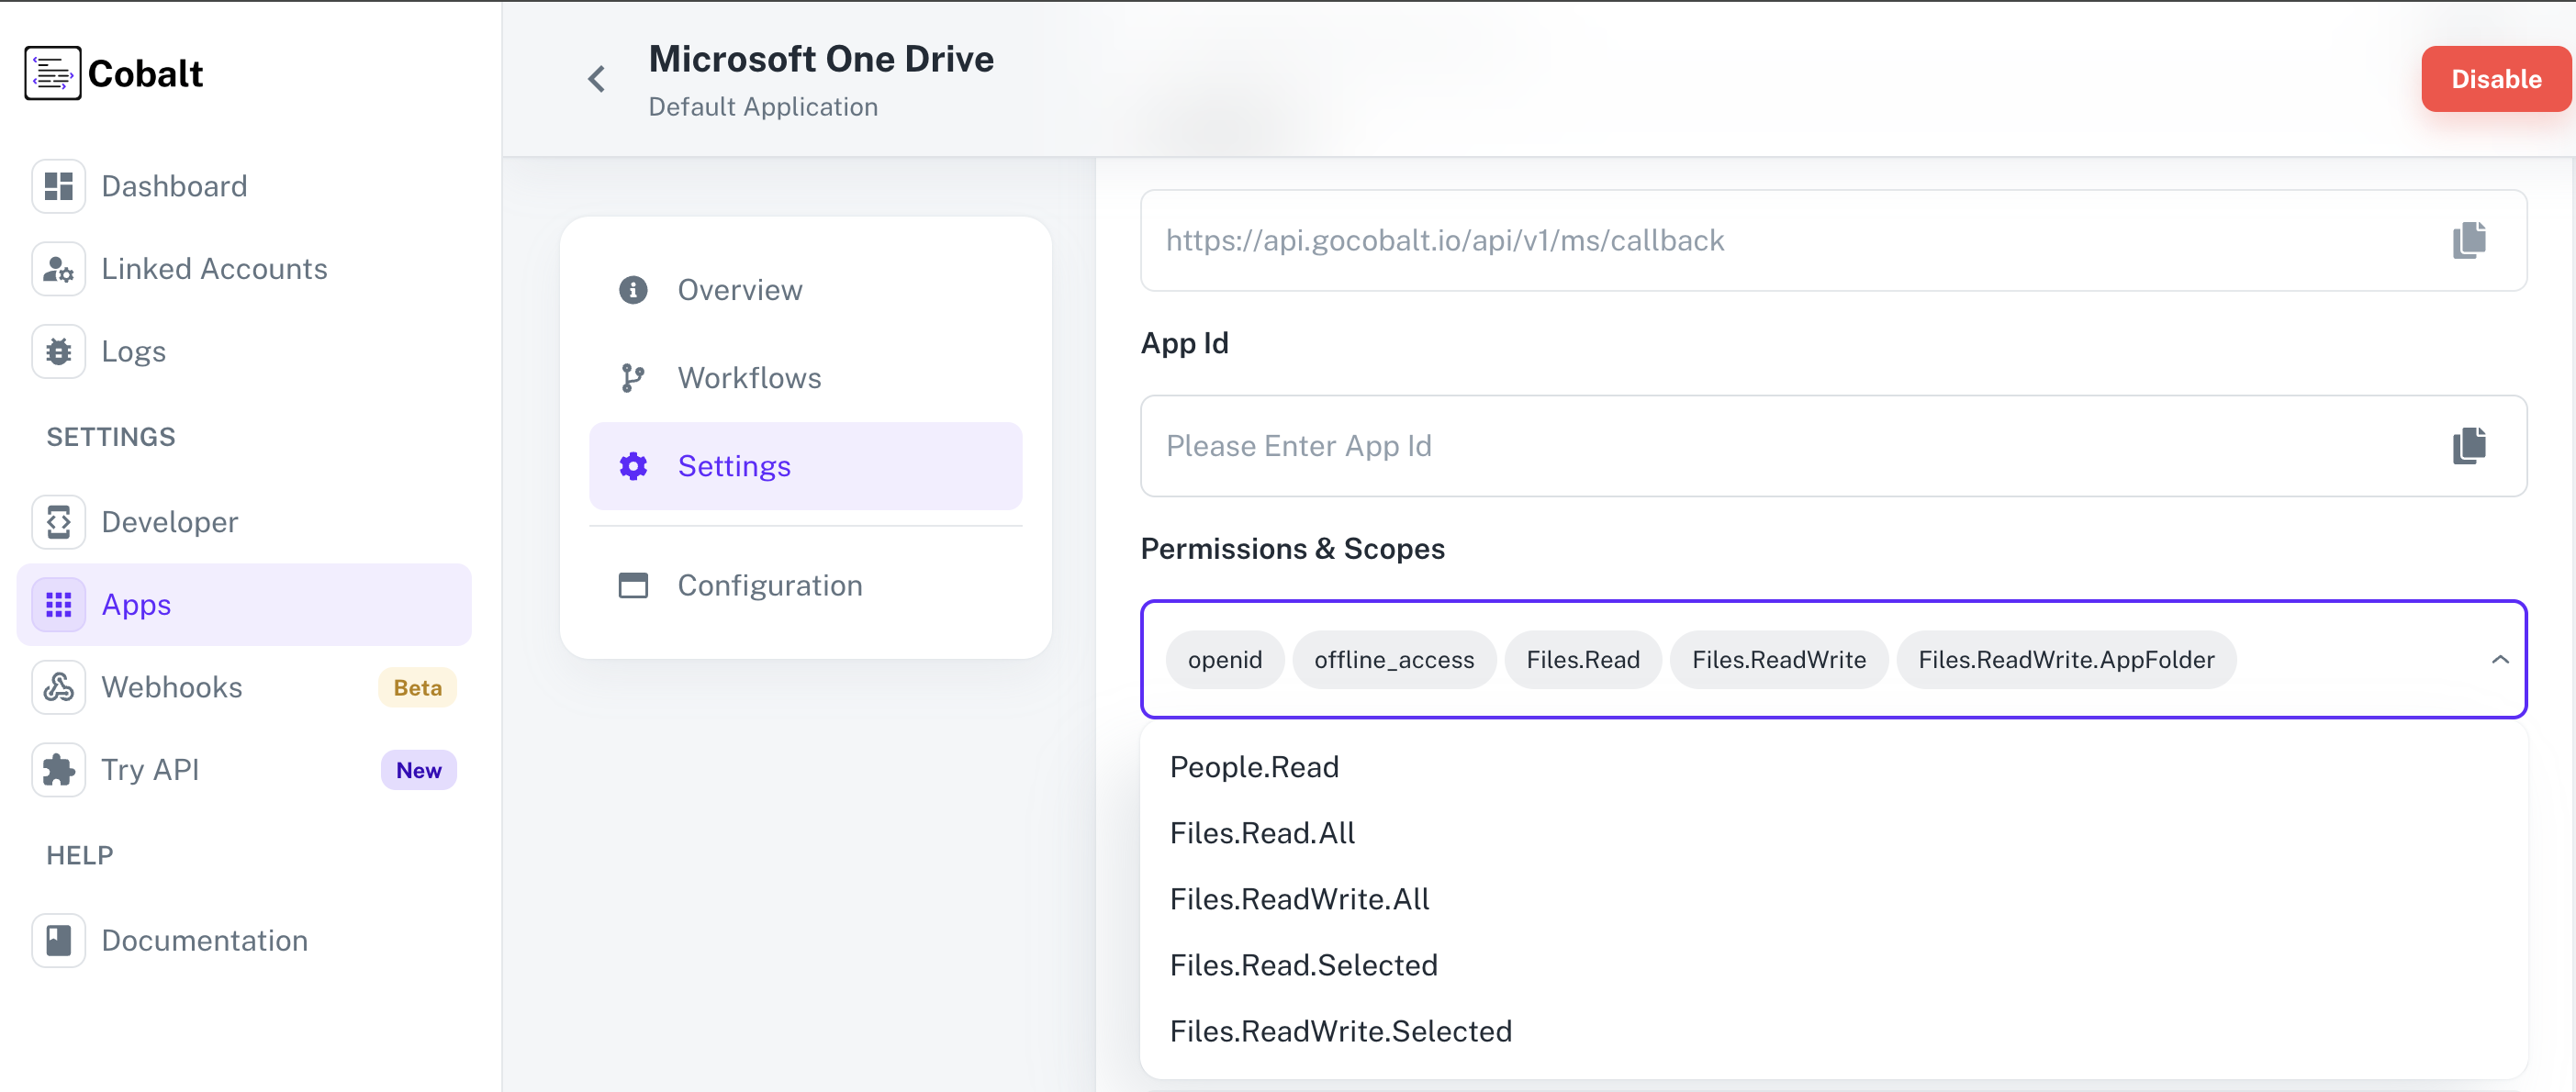 Cobalt
Dashboard
Linked Accounts
Logs
SETTINGS
Developer
Apps
Webhooks Beta
Try API New
HELP
Documentation
Microsoft One Drive
Default Application
Disable
Overview
Workflows
Settings
Configuration
https://api.gocobalt.io/api/v1/ms/callback
App Id
Please Enter App Id
Permissions & Scopes
openid offline_access Files.Read Files.ReadWrite Files.ReadWrite.AppFolder
People.Read
Files.Read.All
Files.ReadWrite.All
Files.Read.Selected
Files.ReadWrite.Selected